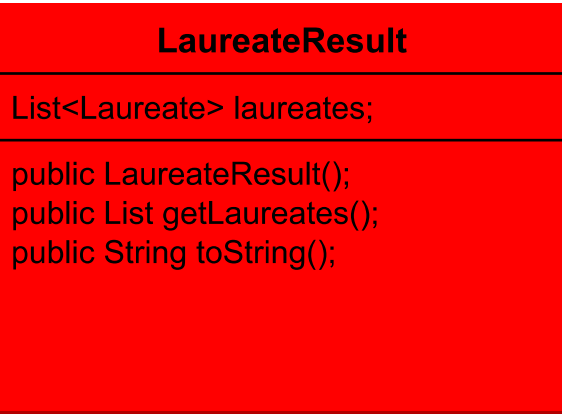 LaureateResult
List<Laureate> laureates;
public LaureateResult();
public List getLaureates();
public String toString();